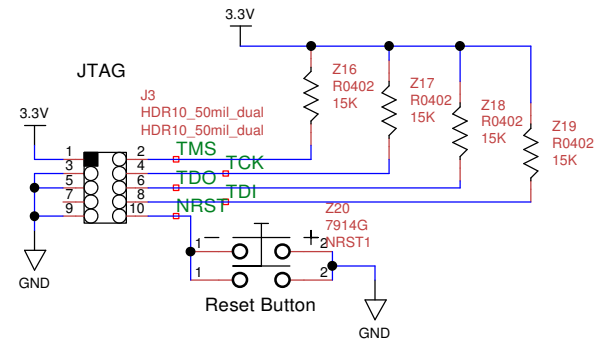 3.3V
JTAG
Z16
R0402
15K
Z17
R0402
15K
Z18
R0402
15K
Z19
R0402
15K
J3
HDR10_50mil_dual
HDR10_50mil_dual
3.3V
1 2 TMS
3 4 TCK
5 6 TDO
7 8 TDI
9 10 NRST
Z20
7914G
NRST1
1 − + 2
1 2
GND
Reset Button
GND